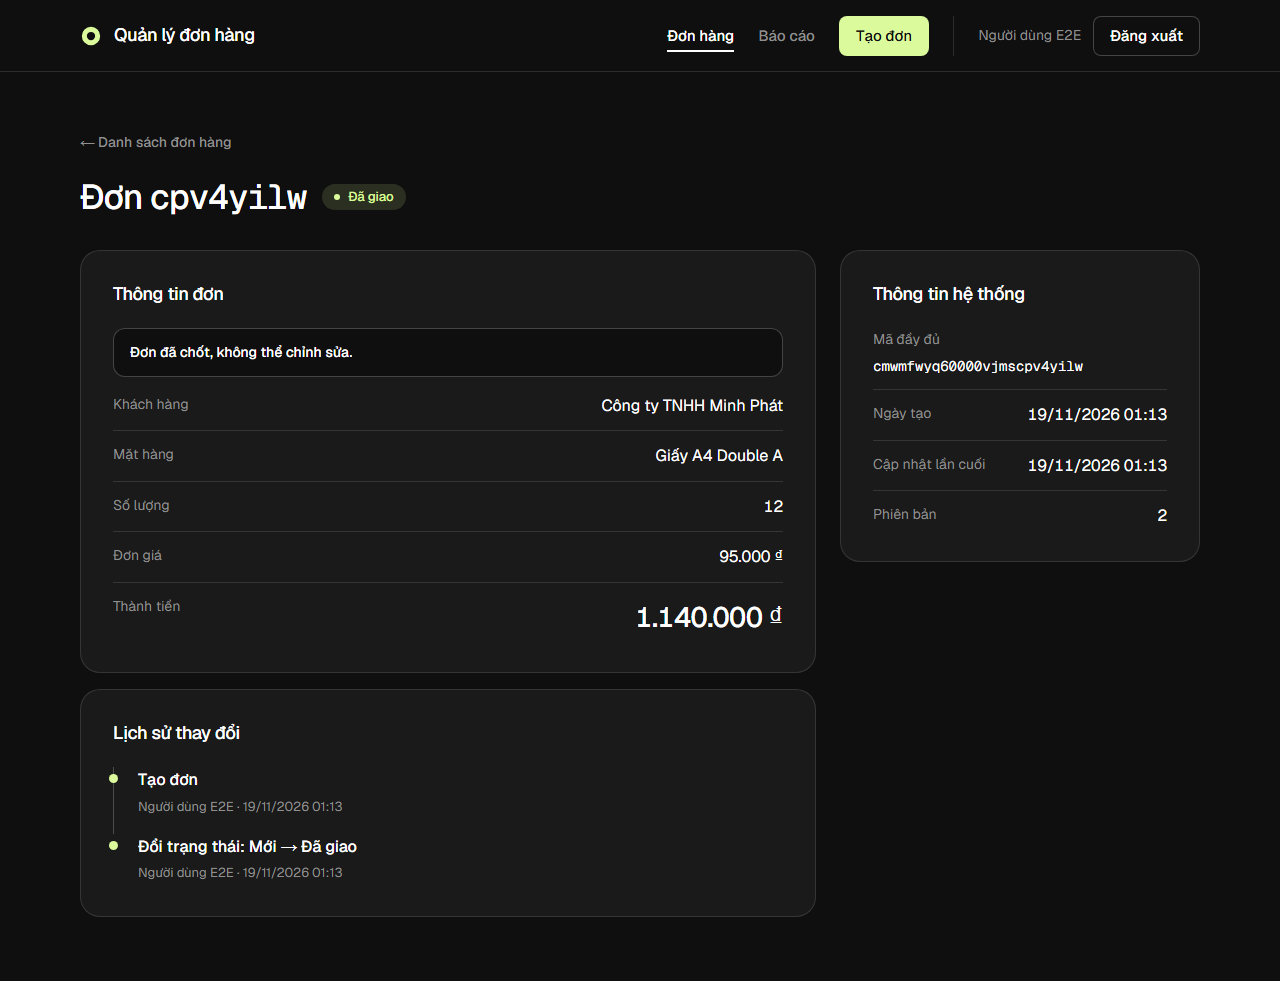 Quản lý đơn hàng
Đơn hàng
Báo cáo
Tạo đơn
Người dùng E2E
Đăng xuất
← Danh sách đơn hàng
Đơn cpv4yilw
Đã giao
Thông tin đơn
Đơn đã chốt, không thể chỉnh sửa.
Khách hàng
Công ty TNHH Minh Phát
Mặt hàng
Giấy A4 Double A
Số lượng
12
Đơn giá
95.000 ₫
Thành tiền
1.140.000 ₫
Thông tin hệ thống
Mã đầy đủ
cmwmfwyq60000vjmscpv4yilw
Ngày tạo
19/11/2026 01:13
Cập nhật lần cuối
19/11/2026 01:13
Phiên bản
2
Lịch sử thay đổi
Tạo đơn
Người dùng E2E · 19/11/2026 01:13
Đổi trạng thái: Mới → Đã giao
Người dùng E2E · 19/11/2026 01:13